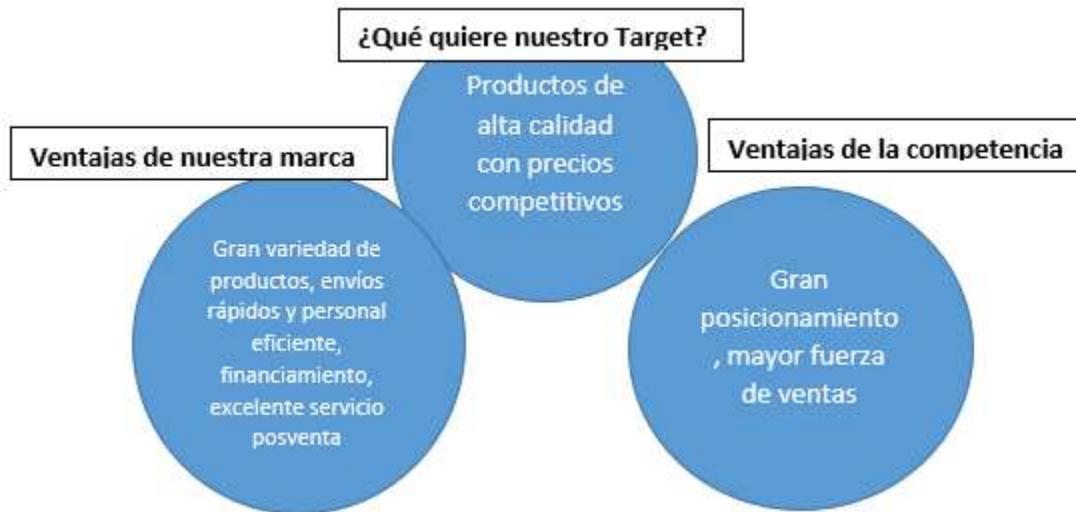 ¿Qué quiere nuestro Target?
Productos de
alta calidad
con precios
competitivos
Ventajas de nuestra marca
Gran variedad de
productos, envíos
rápidos y personal
eficiente,
financiamiento,
excelente servicio
posventa
Ventajas de la competencia
Gran
posicionamiento
, mayor fuerza
de ventas